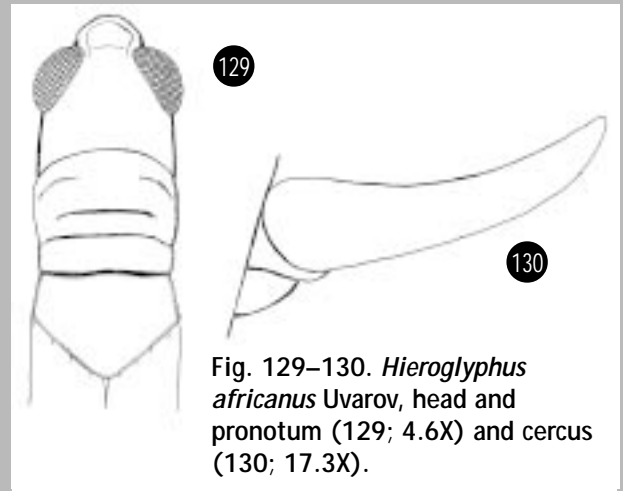 129
130
Fig. 129–130. Hieroglyphus
africanus Uvarov, head and
pronotum (129; 4.6X) and cercus
(130; 17.3X).